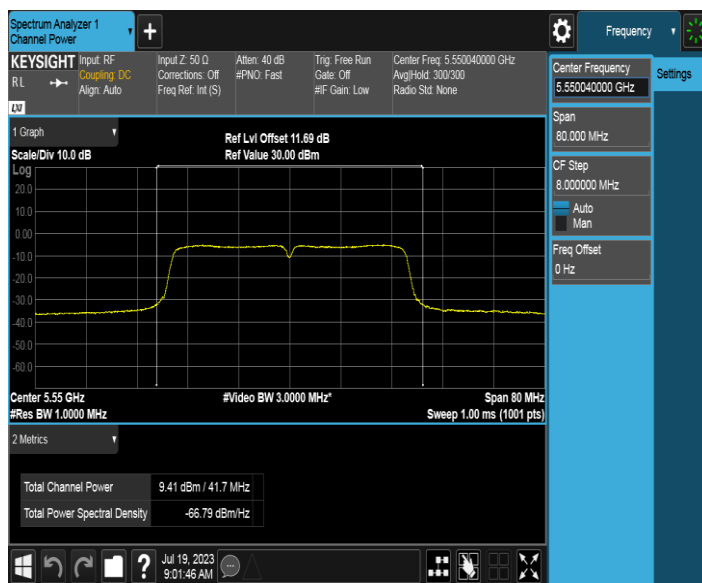 Spectrum Analyzer 1
Channel Power
Frequency
KEYSIGHT
RL
LXI
Input: RF
Coupling: DC
Align: Auto
Input Z: 50 Ω
Corrections: Off
Freq Ref: Int (S)
Atten: 40 dB
#PNO: Fast
Trig: Free Run
Gate: Off
#IF Gain: Low
Center Freq: 5.550040000 GHz
Avg|Hold: 300/300
Radio Std: None
Center Frequency
5.550040000 GHz
Settings
Span
80.000 MHz
CF Step
8.000000 MHz
Auto
Man
Freq Offset
0 Hz
1 Graph
Scale/Div 10.0 dB
Ref Lvl Offset 11.69 dB
Ref Value 30.00 dBm
Log
20.0
10.0
0.00
-10.0
-20.0
-30.0
-40.0
-50.0
-60.0
Center 5.55 GHz
#Video BW 3.0000 MHz*
Span 80 MHz
#Res BW 1.0000 MHz
Sweep 1.00 ms (1001 pts)
2 Metrics
Total Channel Power 9.41 dBm / 41.7 MHz
Total Power Spectral Density -66.79 dBm/Hz
?
Jul 19, 2023
9:01:46 AM